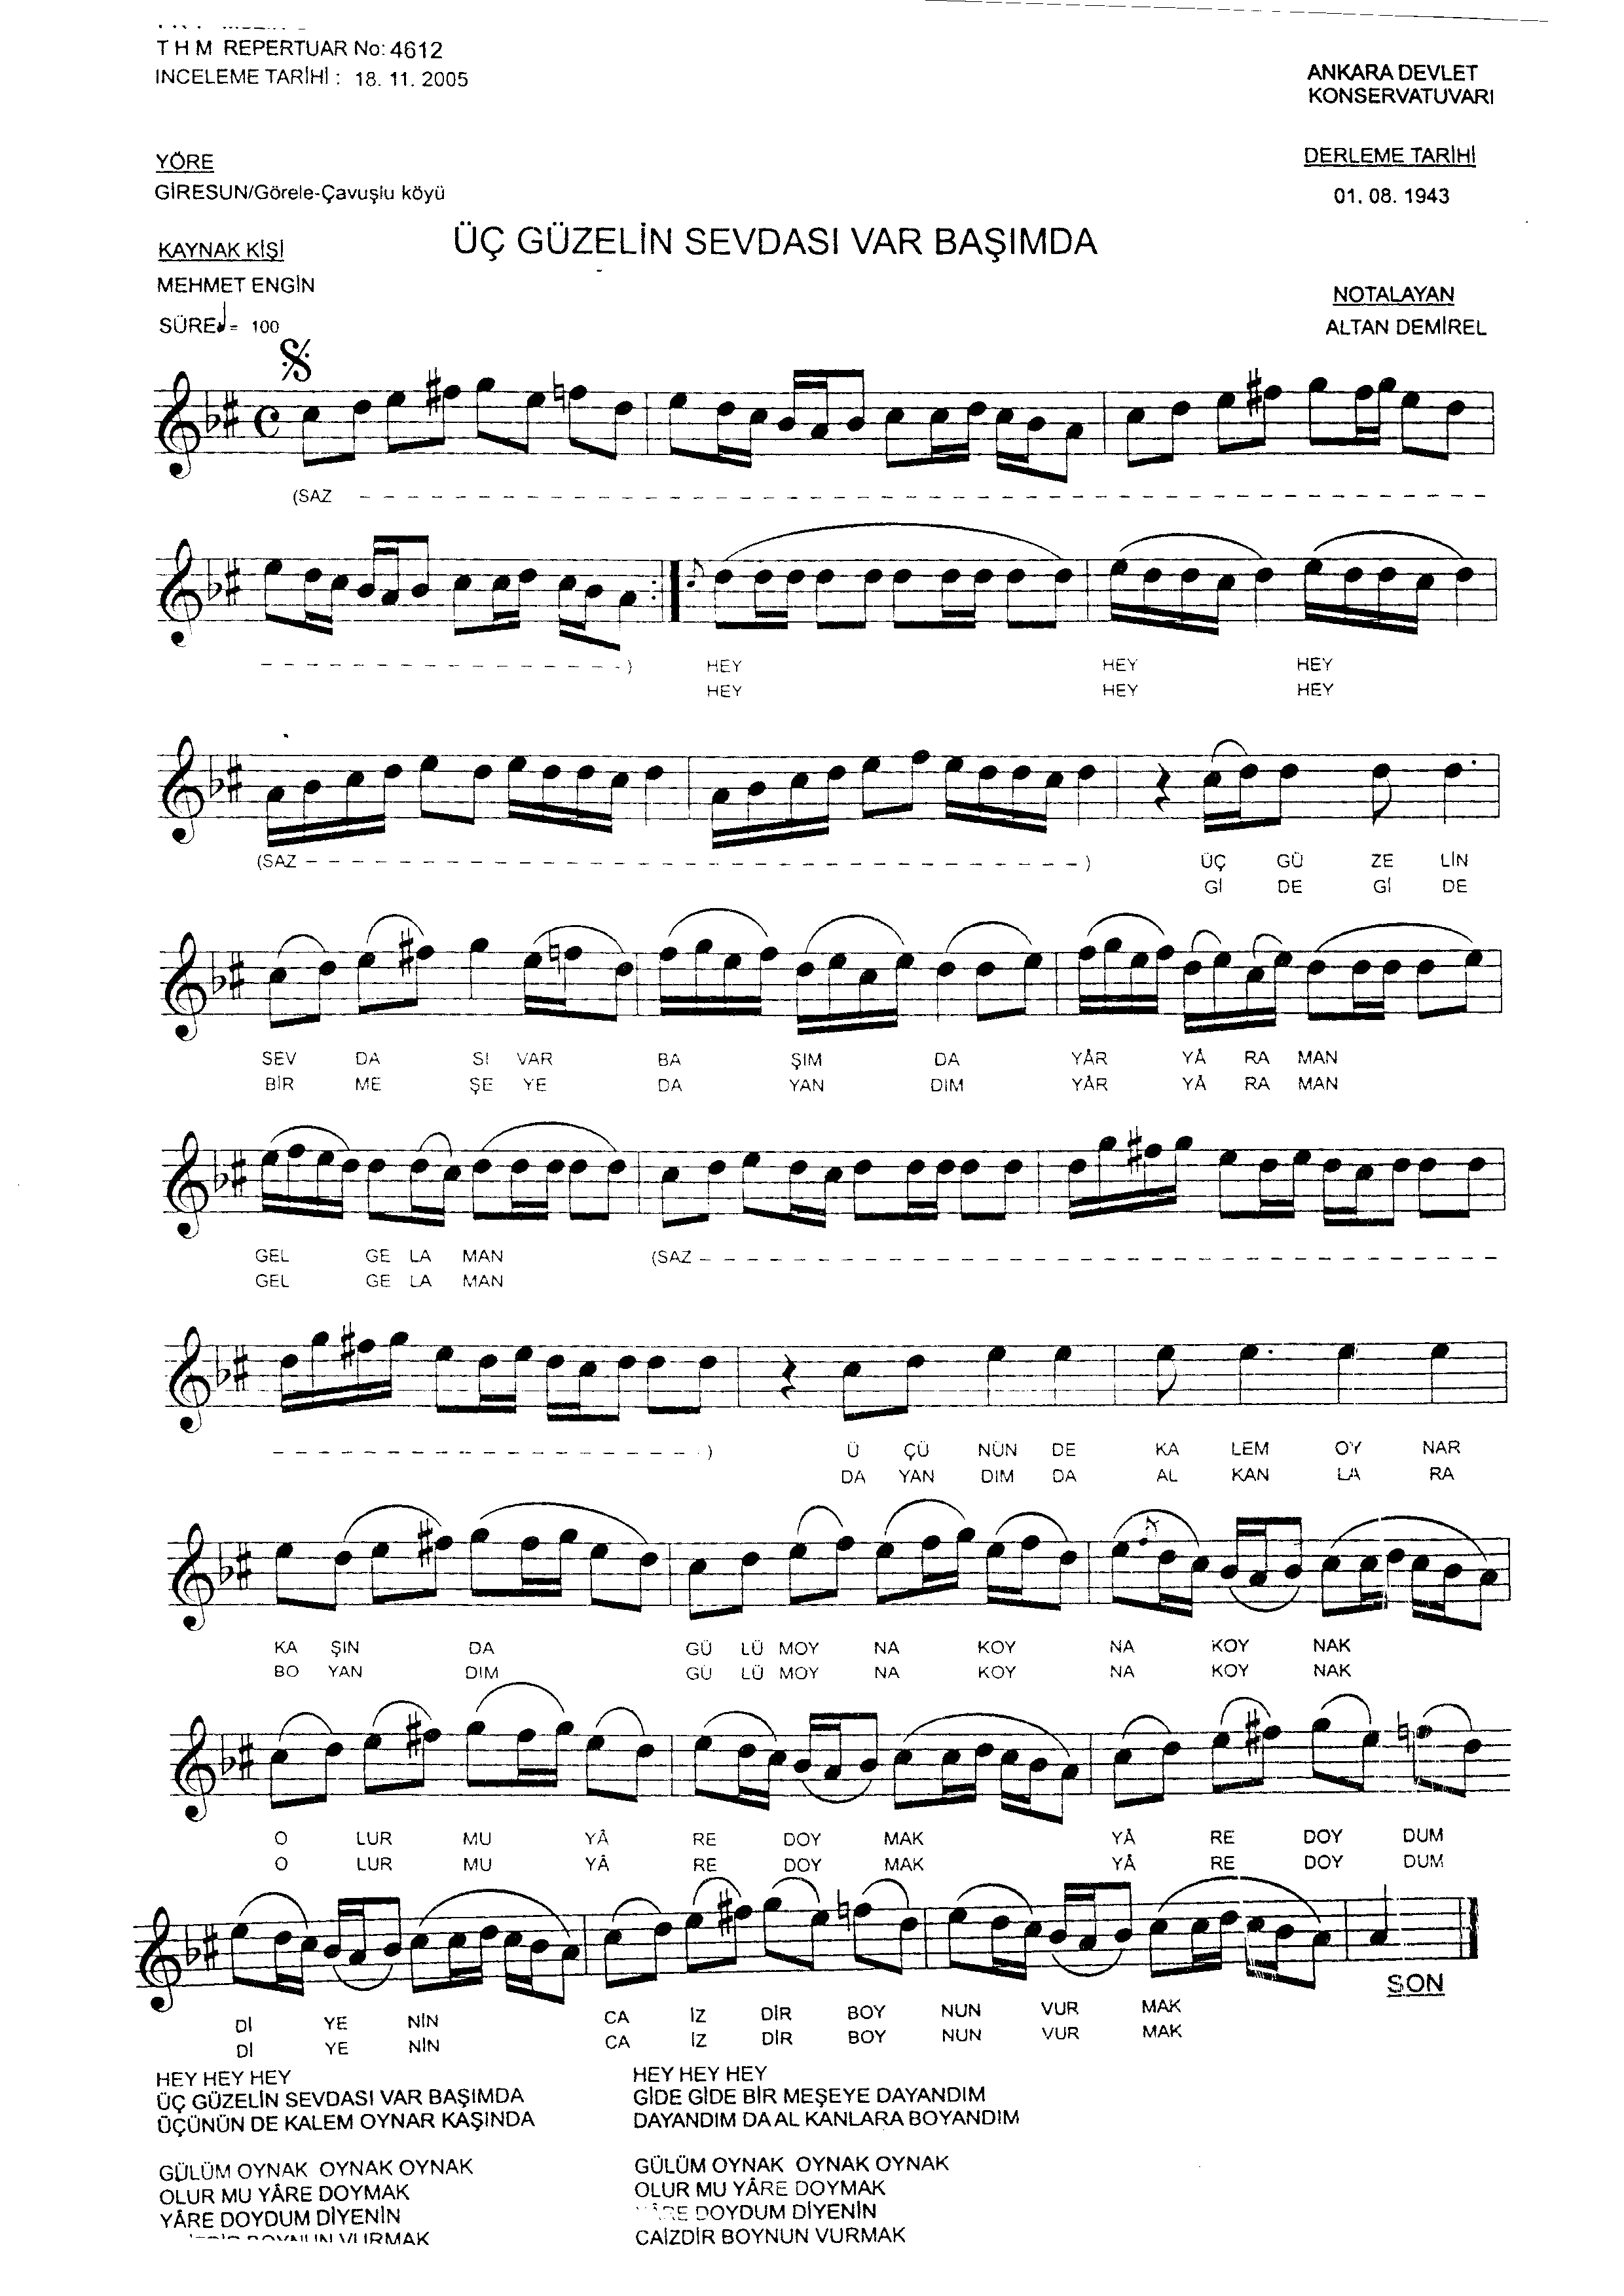 T H M REPERTUAR No: 4612
INCELEME TARİHİ : 18. 11. 2005
ANKARA DEVLET
KONSERVATUVARI
YÖRE
GİRESUN/Görele-Çavuşlu köyü
DERLEME TARİHİ
01. 08. 1943
ÜÇ GÜZELİN SEVDASI VAR BAŞIMDA
KAYNAK KİŞİ
MEHMET ENGİN
NOTALAYAN
ALTAN DEMİREL
SÜRE = 100
(SAZ
) HEY HEY HEY
HEY HEY HEY
(SAZ ) ÜÇ GÜ ZE LİN
Gİ DE Gİ DE
SEV DA SI VAR BA ŞIM DA YÂR YÂ RA MAN
BİR ME ŞE YE DA YAN DIM YÂR YÂ RA MAN
GEL GE LA MAN (SAZ
GEL GE LA MAN
) Ü ÇÜ NÜN DE KA LEM OY NAR
DA YAN DIM DA AL KAN LA RA
KA ŞIN DA GÜ LÜ MOY NA KOY NA KOY NAK
BO YAN DIM GÜ LÜ MOY NA KOY NA KOY NAK
O LUR MU YÂ RE DOY MAK YÂ RE DOY DUM
O LUR MU YÂ RE DOY MAK YÂ RE DOY DUM
SON
Dİ YE NİN CA İZ DİR BOY NUN VUR MAK
Dİ YE NİN CA İZ DİR BOY NUN VUR MAK
HEY HEY HEY
ÜÇ GÜZELİN SEVDASI VAR BAŞIMDA
ÜÇÜNÜN DE KALEM OYNAR KAŞINDA
GÜLÜM OYNAK OYNAK OYNAK
OLUR MU YÂRE DOYMAK
YÂRE DOYDUM DİYENİN
BOYNUN VURMAK
HEY HEY HEY
GİDE GİDE BİR MEŞEYE DAYANDIM
DAYANDIM DA AL KANLARA BOYANDIM
GÜLÜM OYNAK OYNAK OYNAK
OLUR MU YÂRE DOYMAK
YÂRE DOYDUM DİYENİN
CAİZDİR BOYNUN VURMAK